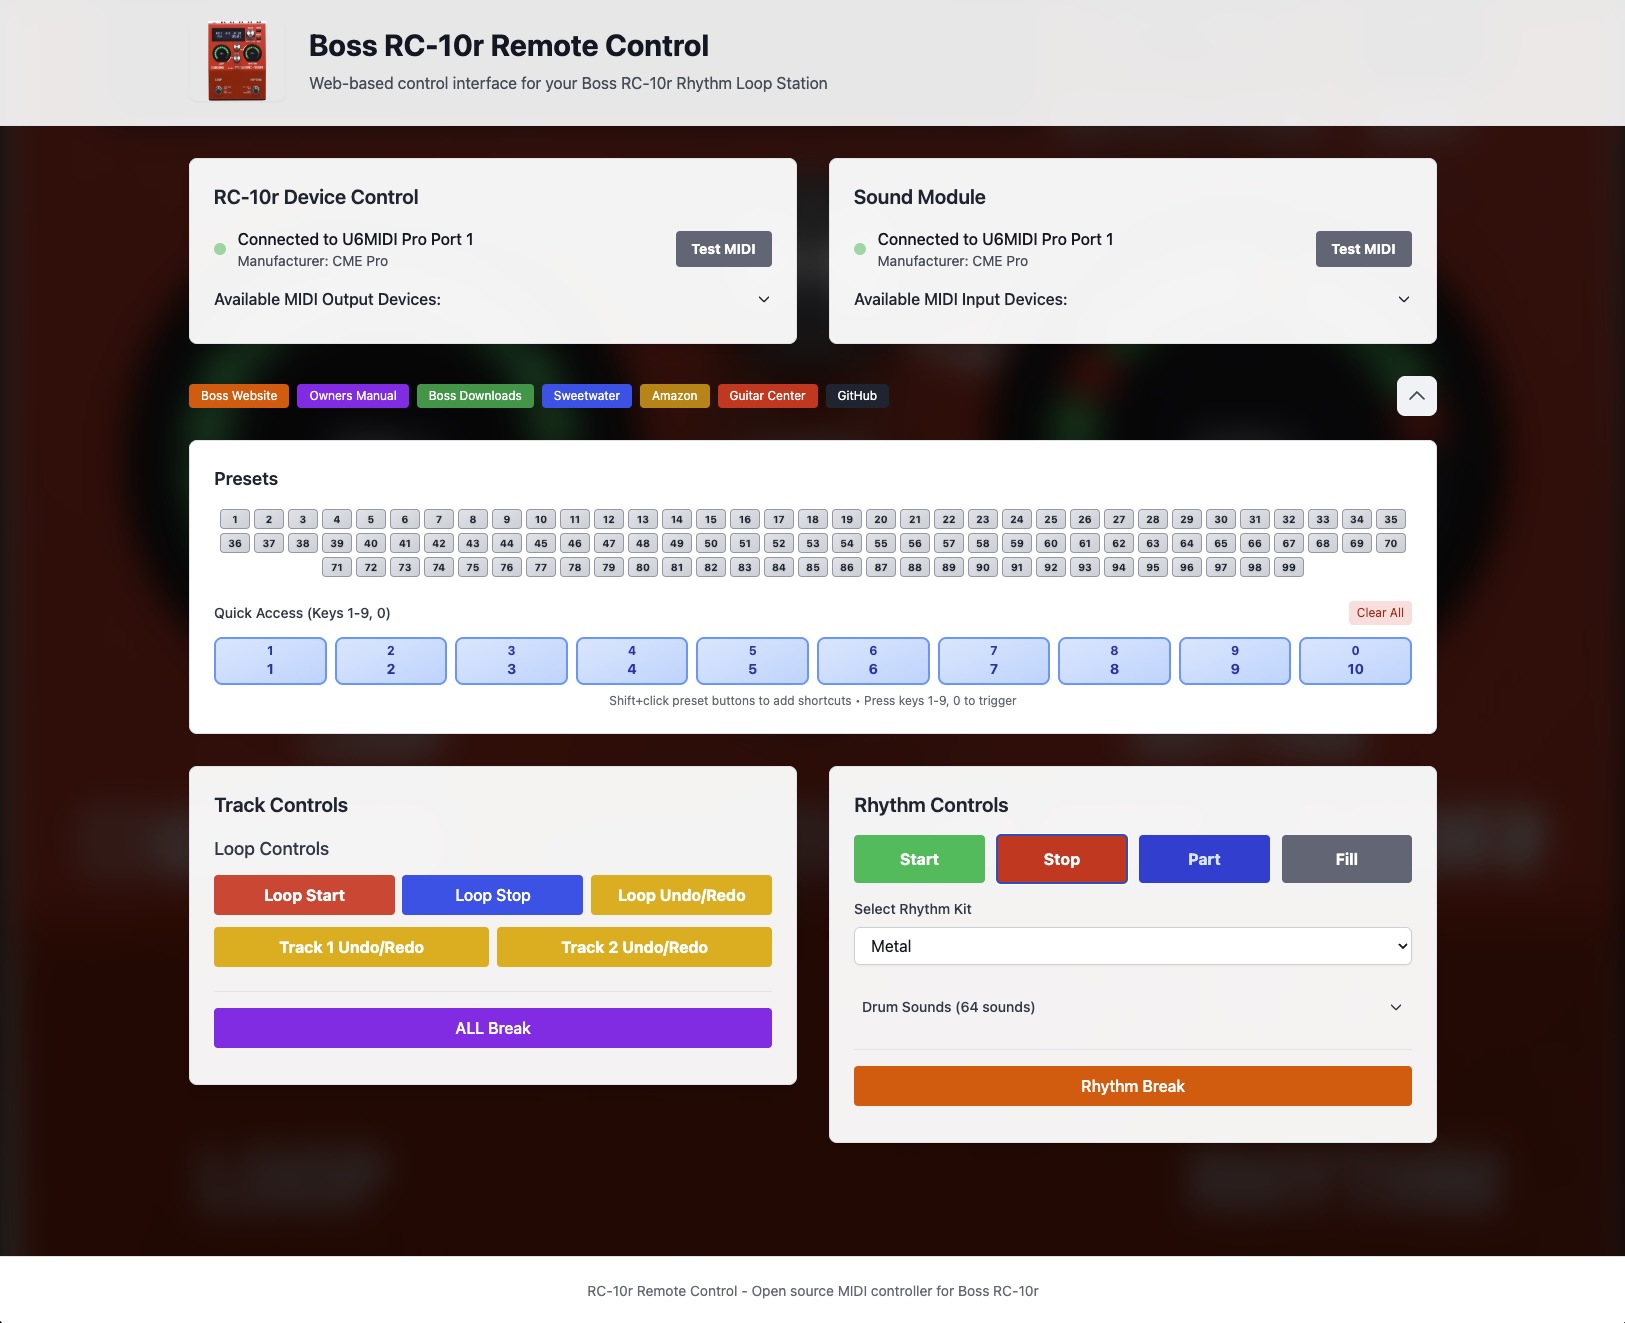 Boss RC-10r Remote Control
Web-based control interface for your Boss RC-10r Rhythm Loop Station
RC-10r Device Control
Connected to U6MIDI Pro Port 1
Manufacturer: CME Pro
Test MIDI
Available MIDI Output Devices:
Sound Module
Connected to U6MIDI Pro Port 1
Manufacturer: CME Pro
Test MIDI
Available MIDI Input Devices:
Boss Website Owners Manual Boss Downloads Sweetwater Amazon Guitar Center GitHub
Presets
1 2 3 4 5 6 7 8 9 10 11 12 13 14 15 16 17 18 19 20 21 22 23 24 25 26 27 28 29 30 31 32 33 34 35
36 37 38 39 40 41 42 43 44 45 46 47 48 49 50 51 52 53 54 55 56 57 58 59 60 61 62 63 64 65 66 67 68 69 70
71 72 73 74 75 76 77 78 79 80 81 82 83 84 85 86 87 88 89 90 91 92 93 94 95 96 97 98 99
Quick Access (Keys 1-9, 0) Clear All
1 2 3 4 5 6 7 8 9 0
1 2 3 4 5 6 7 8 9 10
Shift+click preset buttons to add shortcuts • Press keys 1-9, 0 to trigger
Track Controls
Loop Controls
Loop Start Loop Stop Loop Undo/Redo
Track 1 Undo/Redo Track 2 Undo/Redo
ALL Break
Rhythm Controls
Start Stop Part Fill
Select Rhythm Kit
Metal
Drum Sounds (64 sounds)
Rhythm Break
RC-10r Remote Control - Open source MIDI controller for Boss RC-10r